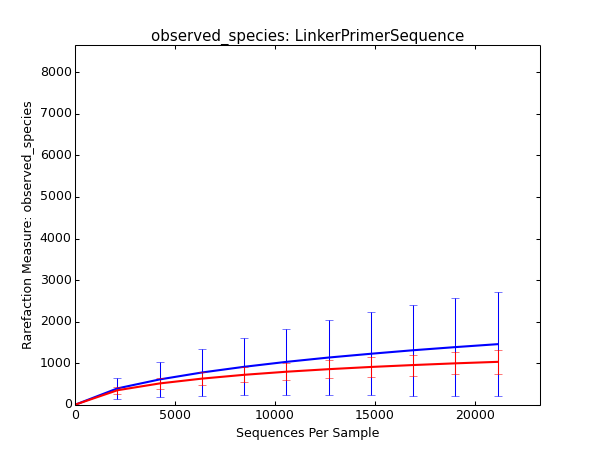 observed_species: LinkerPrimerSequence
8000
7000
6000
5000
4000
3000
2000
1000
0
Rarefaction Measure: observed_species
0 5000 10000 15000 20000
Sequences Per Sample